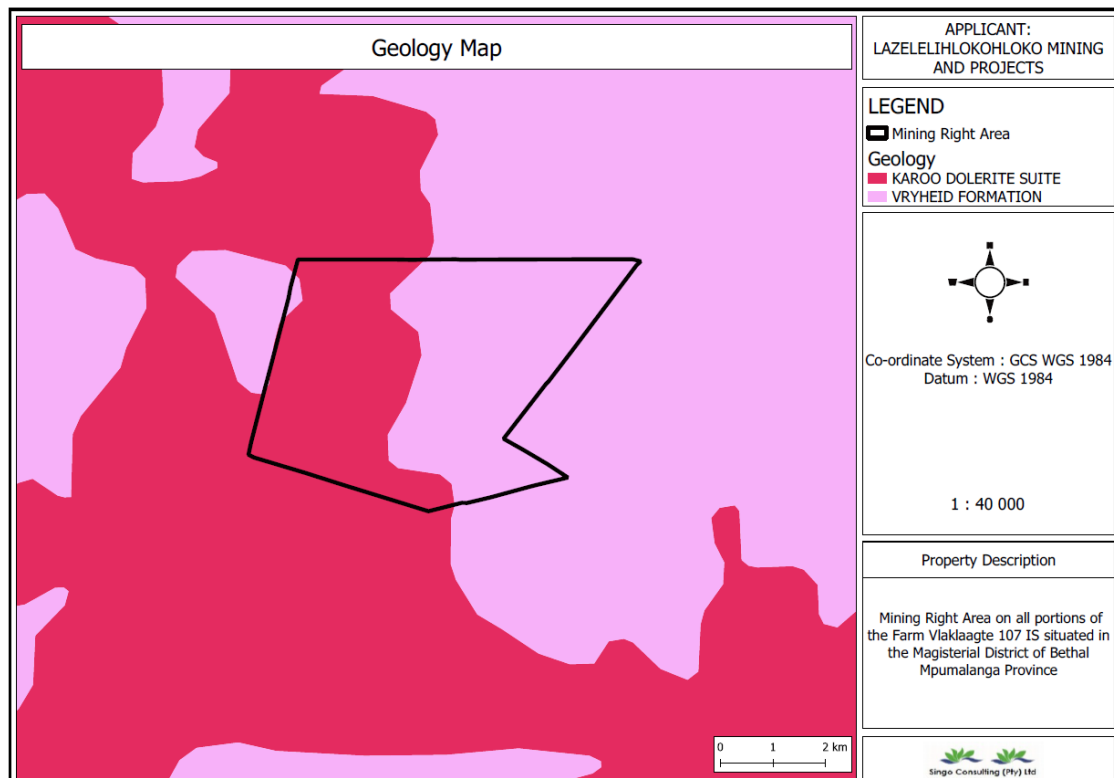 Geology Map
APPLICANT:
LAZELELIHLOKOHLOKO MINING
AND PROJECTS
LEGEND
Mining Right Area
Geology
KAROO DOLERITE SUITE
VRYHEID FORMATION
Co-ordinate System : GCS WGS 1984
Datum : WGS 1984
1 : 40 000
Property Description
Mining Right Area on all portions of
the Farm Vlaklaagte 107 IS situated in
the Magisterial District of Bethal
Mpumalanga Province
0 1 2 km
Singo Consulting (Pty) Ltd